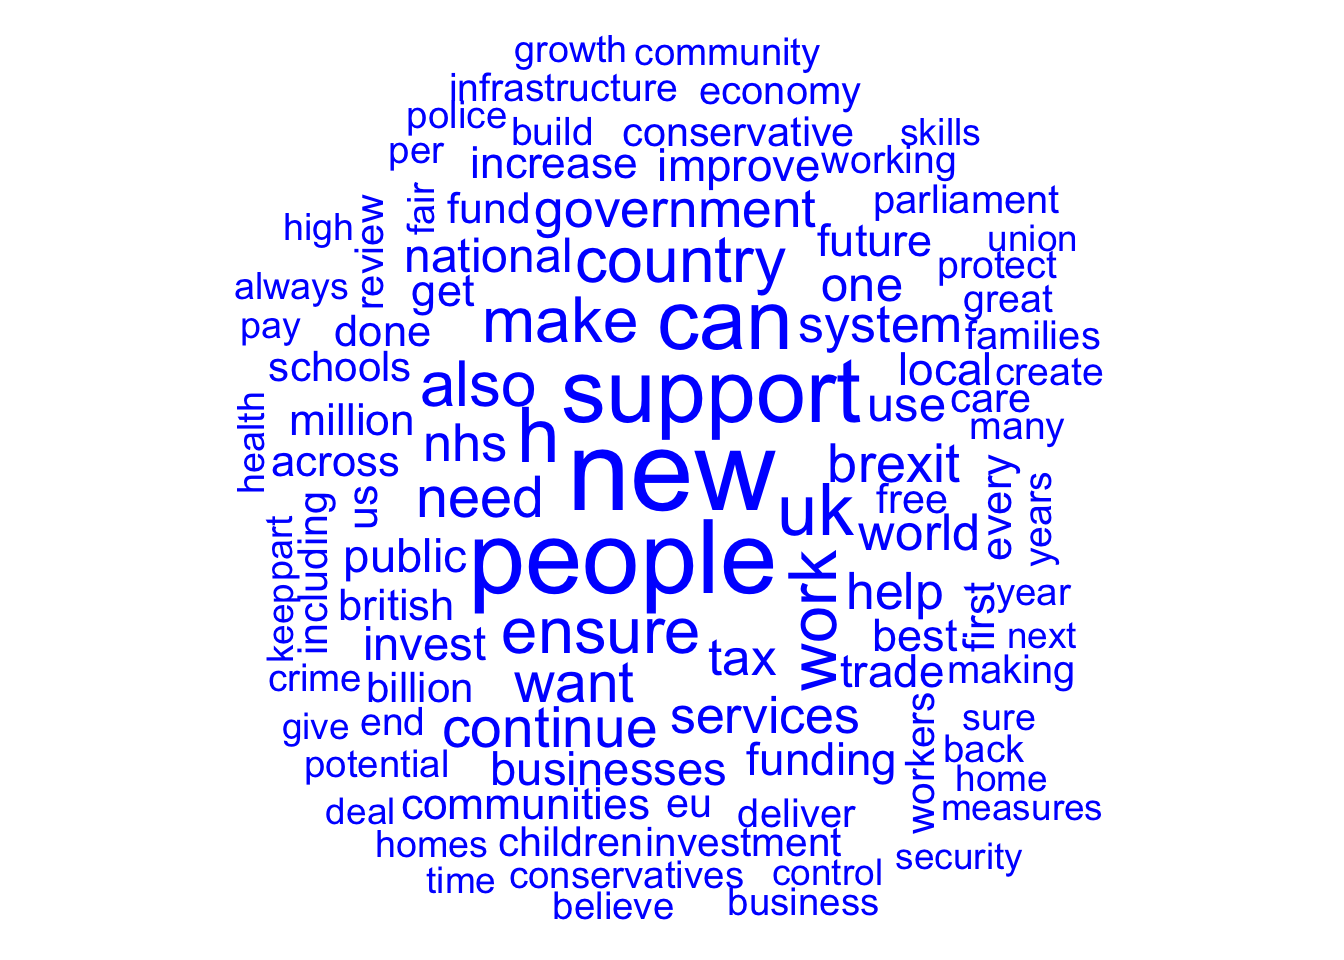 growth community
infrastructure economy
police build conservative skills
per increase improve working
high review fair fund government parliament
national country future union
always get one protect
pay done make can system great
families
schools also support local create
health million nhs h use care
many
across need new brexit
us uk free every years
keep part including public people work world
british help first year
invest ensure tax best next
crime billion want trade making
give end continue services workers sure
potential businesses funding back
home
deal communities eu deliver measures
homes children investment
time conservatives control security
believe business